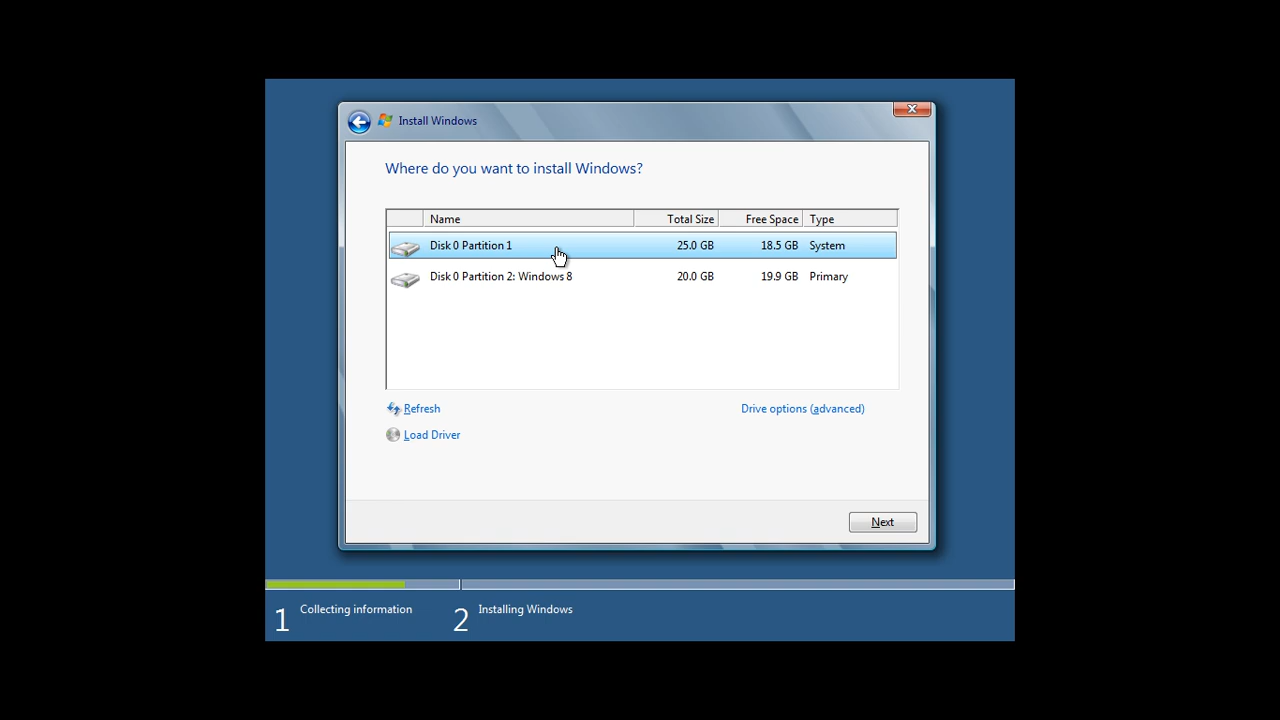 Install Windows
Where do you want to install Windows?
Name Total Size Free Space Type
Disk 0 Partition 1 25.0 GB 18.5 GB System
Disk 0 Partition 2: Windows 8 20.0 GB 19.9 GB Primary
Refresh Drive options (advanced)
Load Driver
Next
1 Collecting information 2 Installing Windows